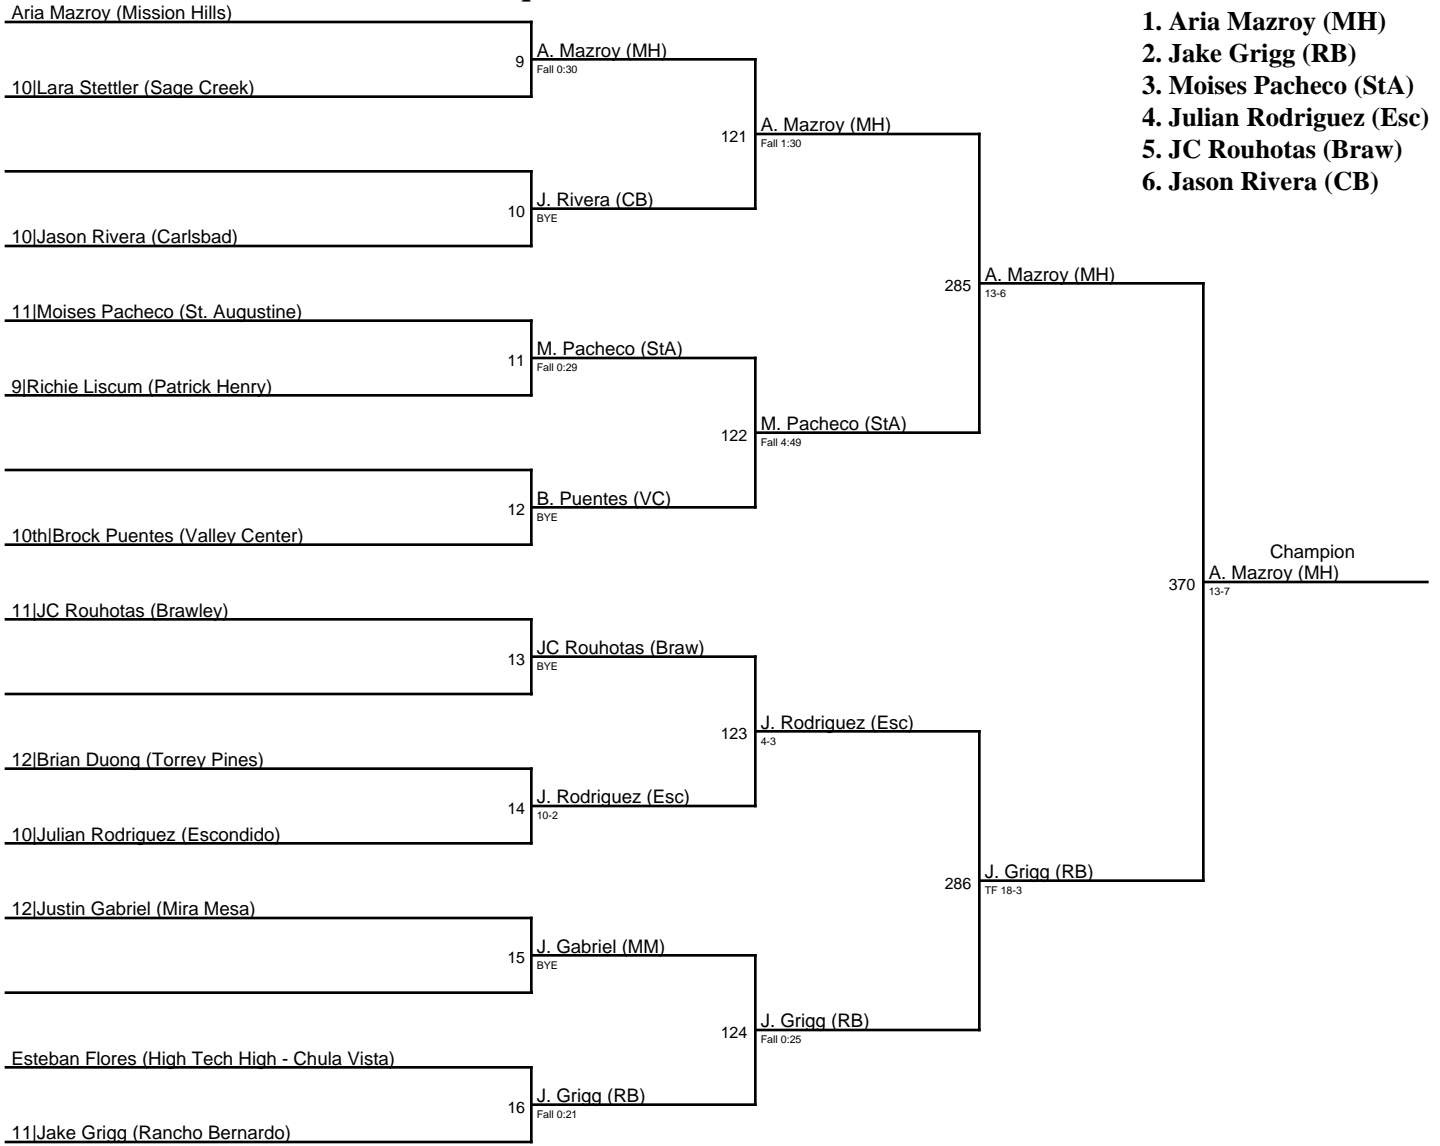 Aria Mazroy (Mission Hills)
9
A. Mazroy (MH)
Fall 0:30
10|Lara Stettler (Sage Creek)
121
A. Mazroy (MH)
Fall 1:30
10
J. Rivera (CB)
BYE
10|Jason Rivera (Carlsbad)
285
A. Mazroy (MH)
13-6
11|Moises Pacheco (St. Augustine)
11
M. Pacheco (StA)
Fall 0:29
9|Richie Liscum (Patrick Henry)
122
M. Pacheco (StA)
Fall 4:49
12
B. Puentes (VC)
BYE
10th|Brock Puentes (Valley Center)
370
Champion
A. Mazroy (MH)
13-7
11|JC Rouhotas (Brawley)
13
JC Rouhotas (Braw)
BYE
123
J. Rodriguez (Esc)
4-3
12|Brian Duong (Torrey Pines)
14
J. Rodriguez (Esc)
10-2
10|Julian Rodriguez (Escondido)
286
J. Grigg (RB)
TF 18-3
12|Justin Gabriel (Mira Mesa)
15
J. Gabriel (MM)
BYE
124
J. Grigg (RB)
Fall 0:25
Esteban Flores (High Tech High - Chula Vista)
16
J. Grigg (RB)
Fall 0:21
11|Jake Grigg (Rancho Bernardo)
1. Aria Mazroy (MH)
2. Jake Grigg (RB)
3. Moises Pacheco (StA)
4. Julian Rodriguez (Esc)
5. JC Rouhotas (Braw)
6. Jason Rivera (CB)